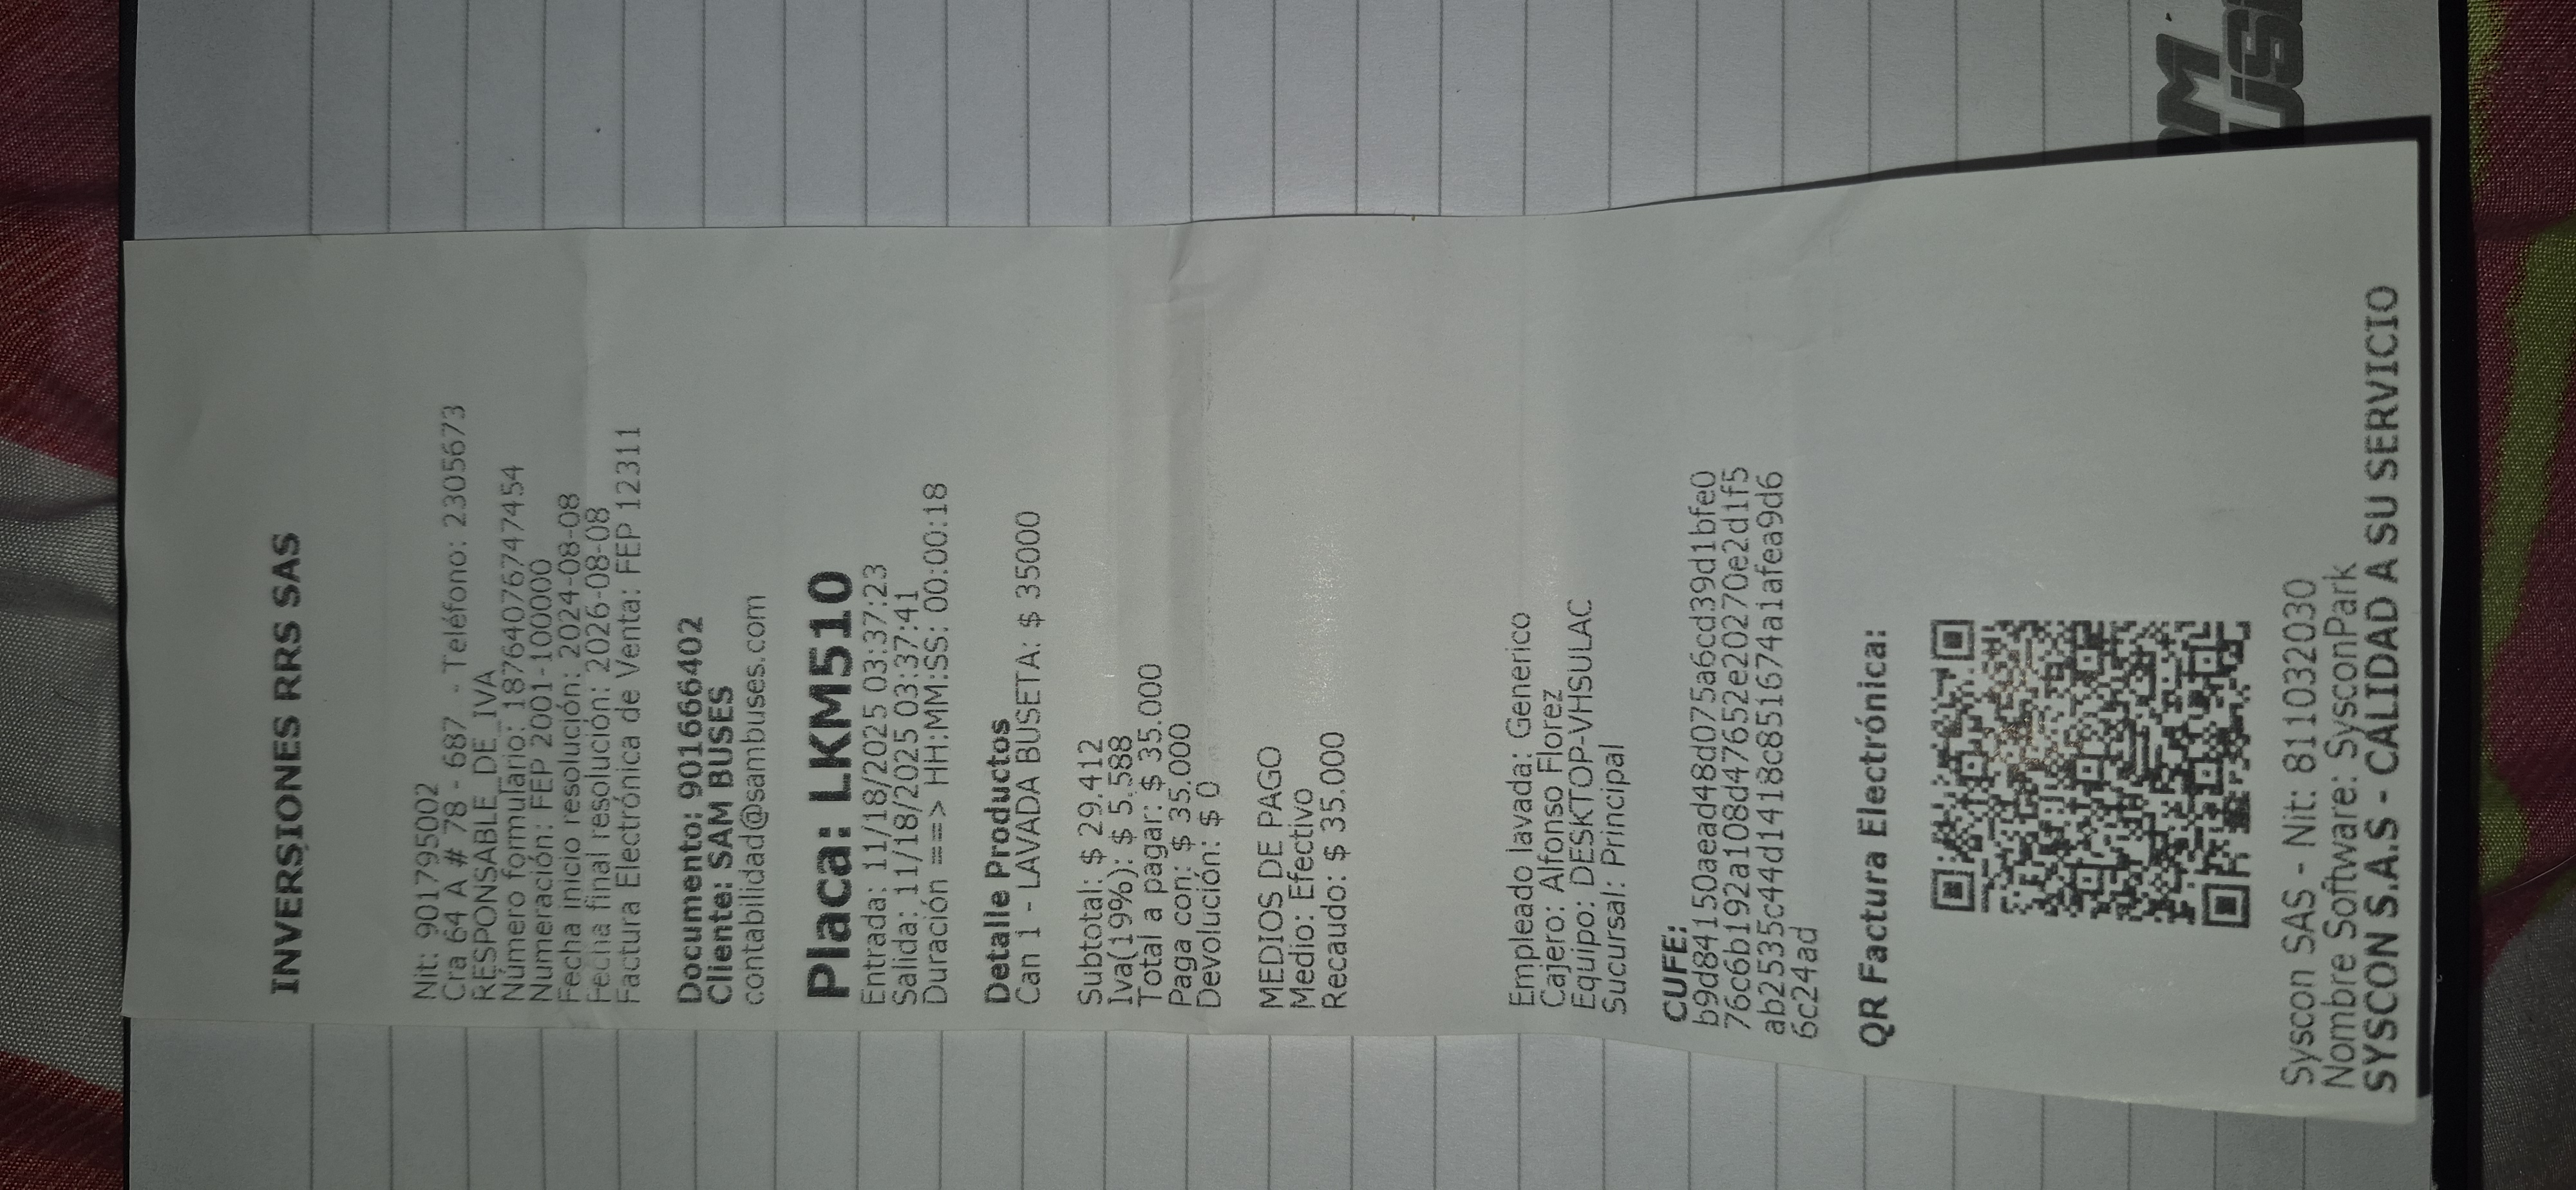 INVERSIONES RRS SAS
Nit: 901795002
Cra 64 A # 78 - 687 - Teléfono: 2305673
RESPONSABLE_DE_IVA
Número formulario: 18764076747454
Numeración: FEP 2001-100000
Fecha inicio resolución: 2024-08-08
Fecha final resolución: 2026-08-08
Factura Electrónica de Venta: FEP 12311
Documento: 901666402
Cliente: SAM BUSES
contabilidad@sambuses.com
Placa: LKM510
Entrada: 11/18/2025 03:37:23
Salida: 11/18/2025 03:37:41
Duración ==> HH:MM:SS: 00:00:18
Detalle Productos
Can 1 - LAVADA BUSETA: $ 35000
Subtotal: $ 29.412
Iva(19%): $ 5.588
Total a pagar: $ 35.000
Paga con: $ 35.000
Devolución: $ 0
MEDIOS DE PAGO
Medio: Efectivo
Recaudo: $ 35.000
Empleado lavada: Generico
Cajero: Alfonso Florez
Equipo: DESKTOP-VHSULAC
Sucursal: Principal
CUFE:
b9d84150aead48d075a6cd39d1bfe0
76c6b192a108d47652e20270e2d1f5
ab2535c44d1418c851674a1afea9d6
6c24ad
QR Factura Electrónica:
Syscon SAS - Nit: 811032030
Nombre Software: SysconPark
SYSCON S.A.S - CALIDAD A SU SERVICIO